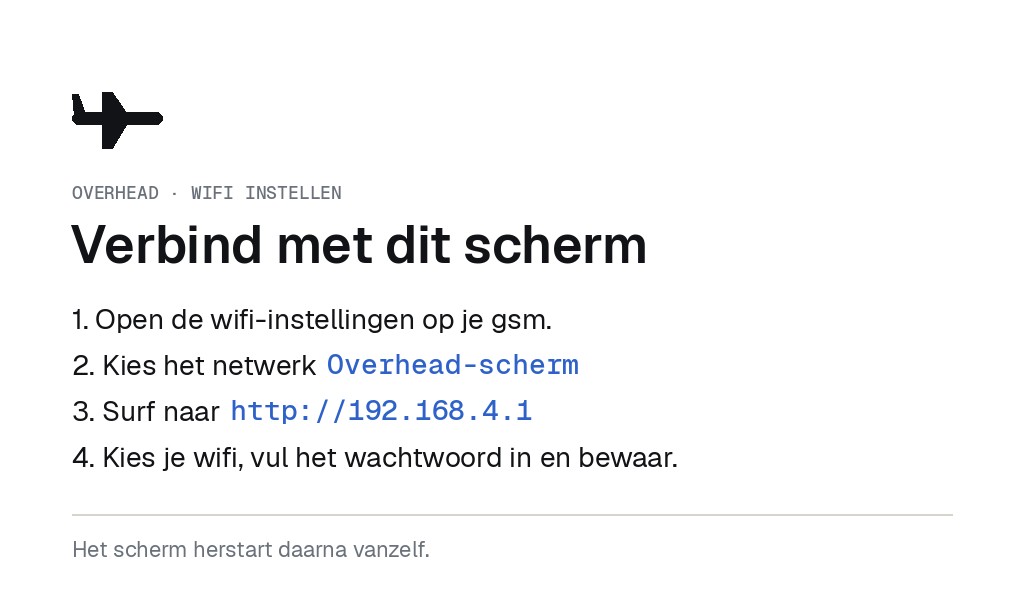 OVERHEAD · WIFI INSTELLEN
Verbind met dit scherm
1. Open de wifi-instellingen op je gsm.
2. Kies het netwerk Overhead-scherm
3. Surf naar http://192.168.4.1
4. Kies je wifi, vul het wachtwoord in en bewaar.
Het scherm herstart daarna vanzelf.